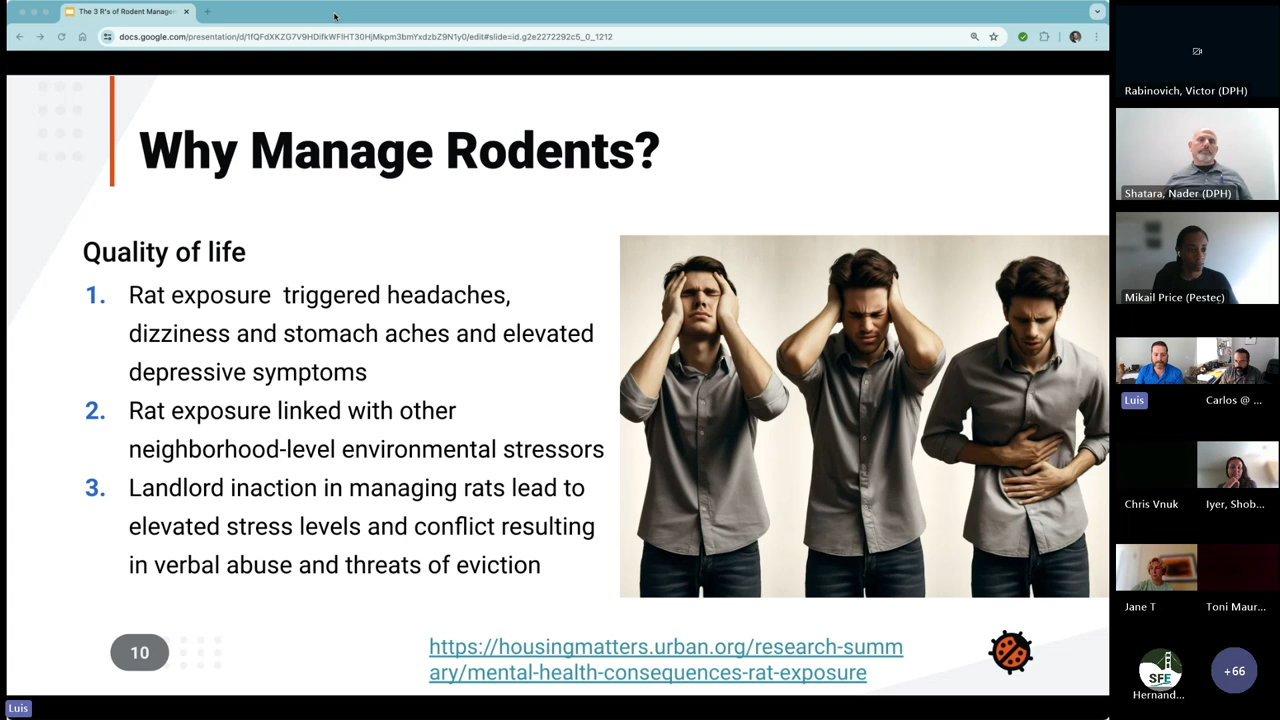 The 3 R's of Rodent Manage
docs.google.com/presentation/d/1fQFdXKZG7V9HDifkWFIHT30HjMkpm3bmYxdzbZ9N1y0/edit#slide=id.g2e2272292c5_0_1212
Why Manage Rodents?
Quality of life
1. Rat exposure triggered headaches,
dizziness and stomach aches and elevated
depressive symptoms
2. Rat exposure linked with other
neighborhood-level environmental stressors
3. Landlord inaction in managing rats lead to
elevated stress levels and conflict resulting
in verbal abuse and threats of eviction
10
https://housingmatters.urban.org/research-summ
ary/mental-health-consequences-rat-exposure
Luis
Rabinovich, Victor (DPH)
Shatara, Nader (DPH)
Mikail Price (Pestec)
Luis
Carlos @ ...
Chris Vnuk
Iyer, Shob...
Jane T
Toni Maur...
SFE
Hernand...
+66